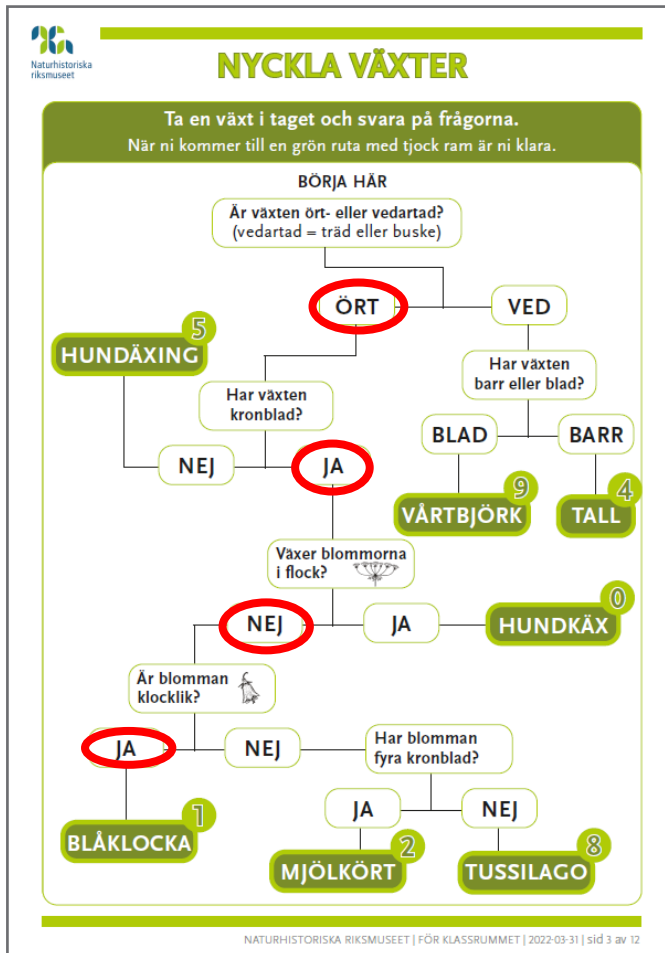 Naturhistoriska
riksmuseet
NYCKLA VÄXTER
Ta en växt i taget och svara på frågorna.
När ni kommer till en grön ruta med tjock ram är ni klara.
BÖRJA HÄR
Är växten ört- eller vedartad?
(vedartad = träd eller buske)
ÖRT
VED
5
HUNDÄXING
Har växten
barr eller blad?
Har växten
kronblad?
BLAD
BARR
NEJ
JA
9
VÅRTBJÖRK
4
TALL
Växer blommorna
i flock?
NEJ
JA
0
HUNDKÄX
Är blomman
klocklik?
JA
NEJ
Har blomman
fyra kronblad?
1
BLÅKLOCKA
JA
NEJ
2
MJÖLKÖRT
8
TUSSILAGO
NATURHISTORISKA RIKSMUSEET | FÖR KLASSRUMMET | 2022-03-31 | sid 3 av 12